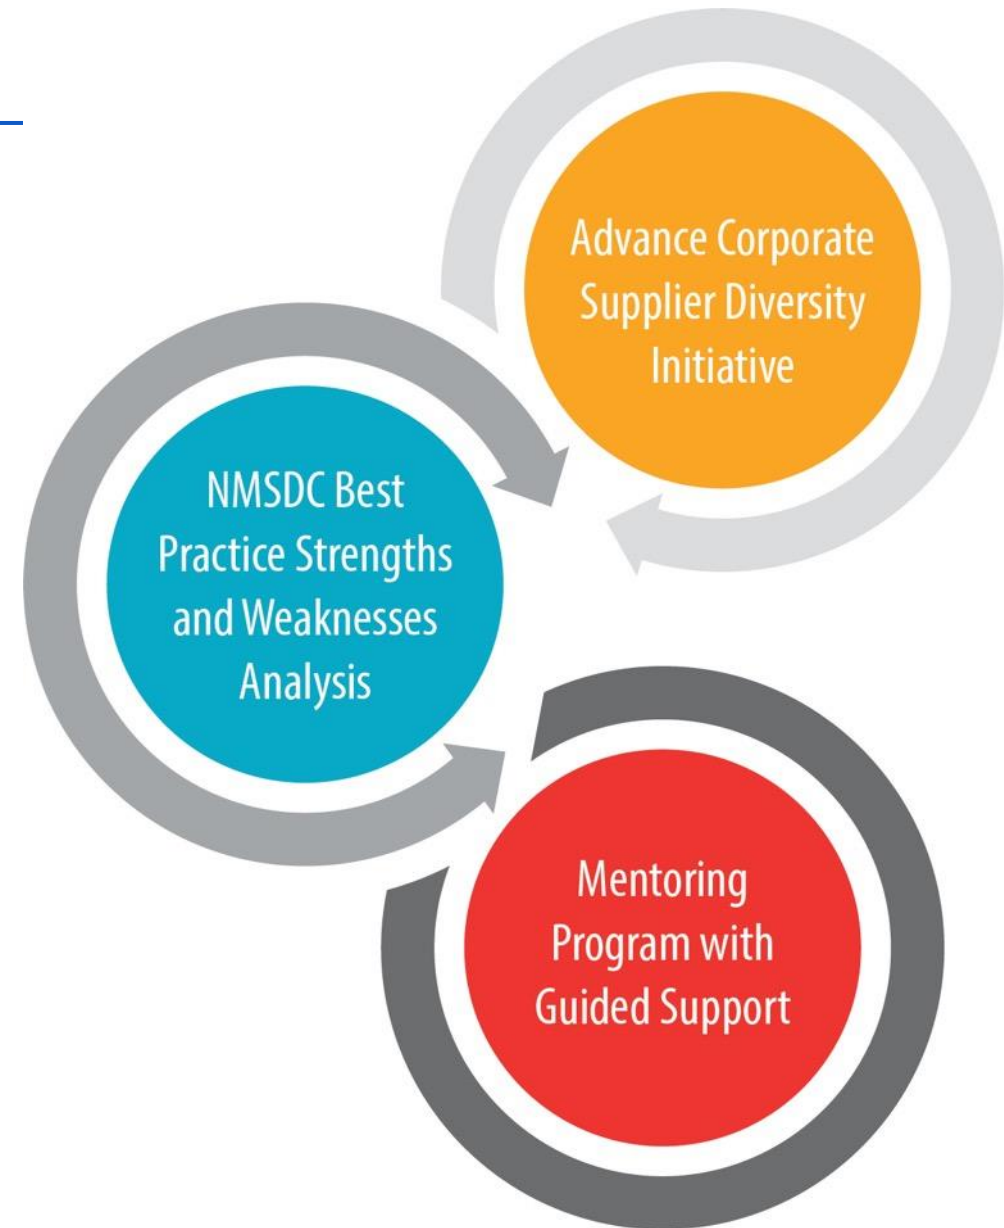 Advance Corporate
Supplier Diversity
Initiative
NMSDC Best
Practice Strengths
and Weaknesses
Analysis
Mentoring
Program with
Guided Support